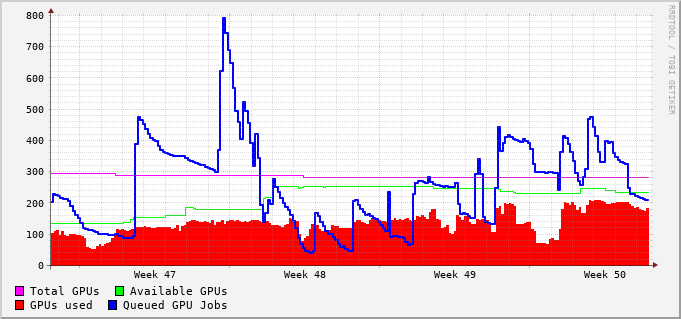 800
700
600
500
400
300
200
100
0
Week 47 Week 48 Week 49 Week 50
Total GPUs Available GPUs
GPUs used Queued GPU Jobs
RRDTOOL / TOBI OETIKER